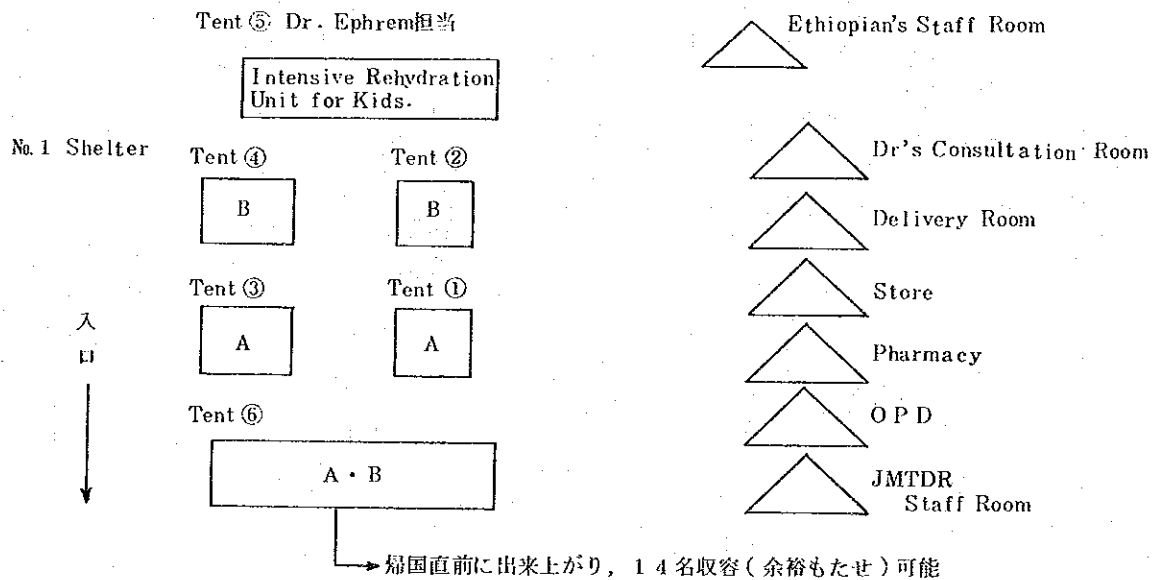 Tent ⑤ Dr. Ephrem担当
Ethiopian's Staff Room
Intensive Rehydration
Unit for Kids.
No. 1 Shelter
Tent ④
Tent ②
Dr's Consultation Room
B
B
Delivery Room
Tent ③
Tent ①
Store
入
口
A
A
Pharmacy
Tent ⑥
OPD
A・B
JMTDR
Staff Room
帰国直前に出来上がり，14名収容（余裕もたせ）可能